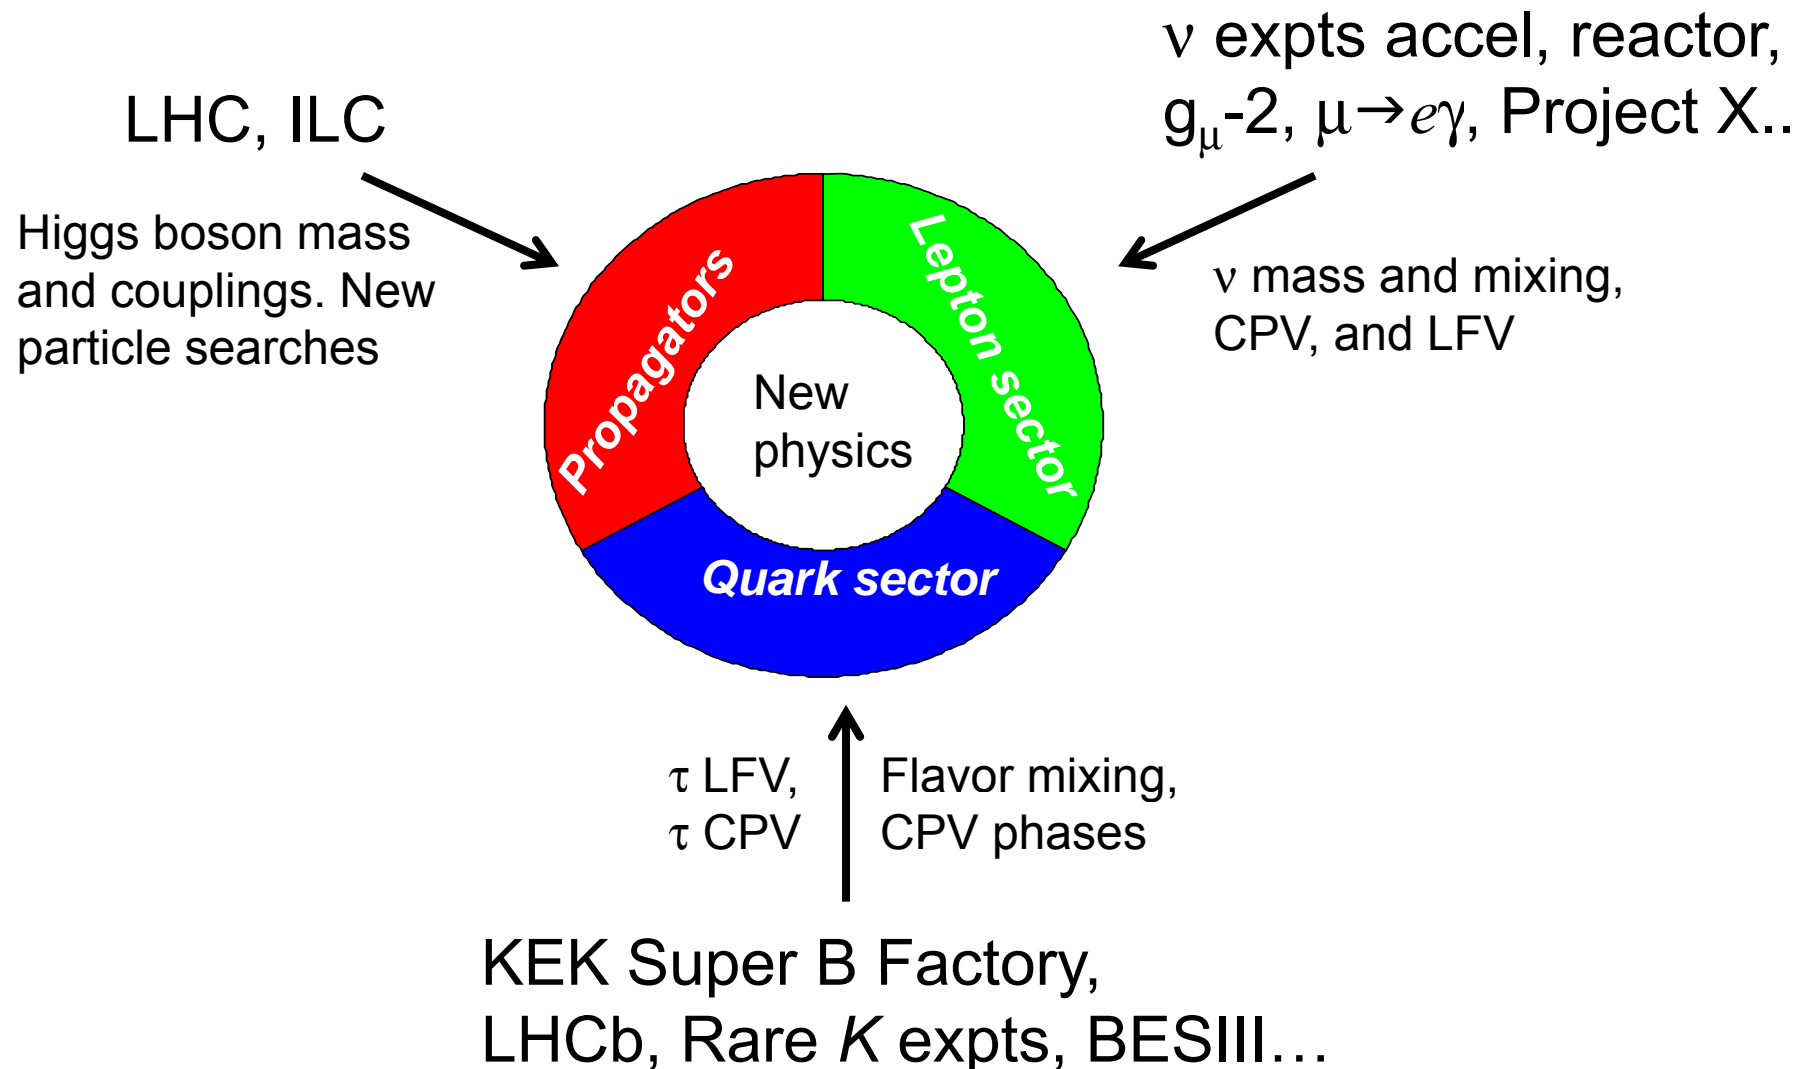 LHC, ILC
Higgs boson mass
and couplings. New
particle searches
ν expts accel, reactor,
gμ-2, μ→eγ, Project X..
ν mass and mixing,
CPV, and LFV
Propagators
Lepton sector
New
physics
Quark sector
τ LFV,
τ CPV
Flavor mixing,
CPV phases
KEK Super B Factory,
LHCb, Rare K expts, BESIII…